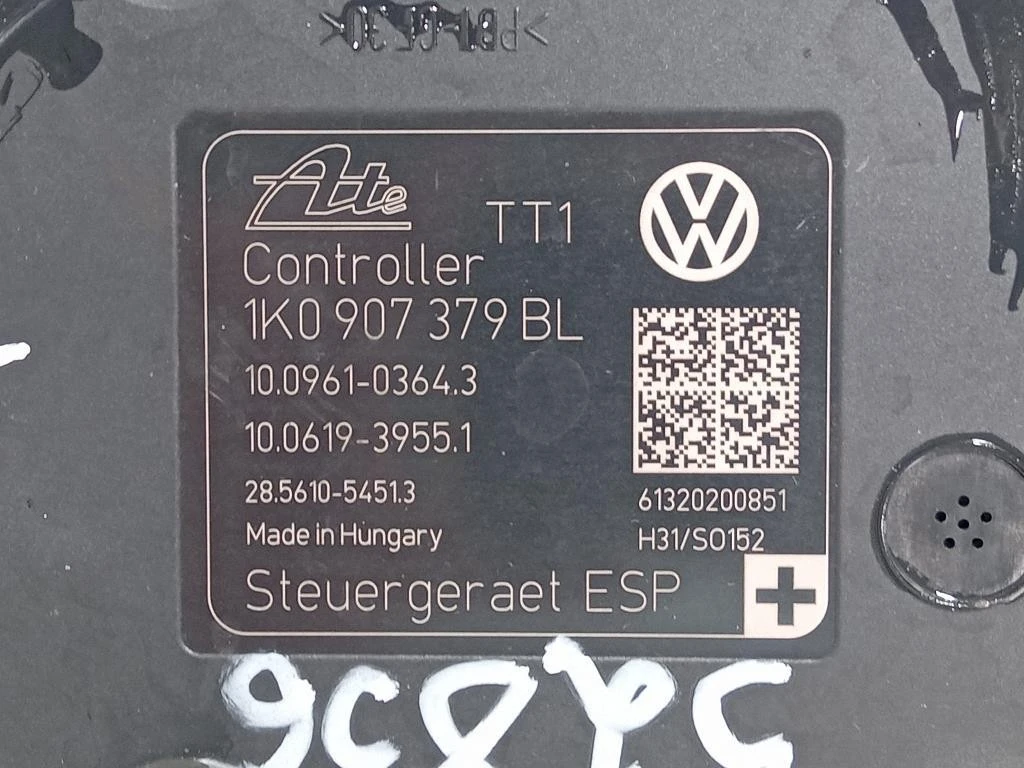 Ate
TT1
Controller
1K0 907 379 BL
10.0961-0364.3
10.0619-3955.1
28.5610-5451.3
Made in Hungary
61320200851
H31/SO152
Steuergeraet ESP